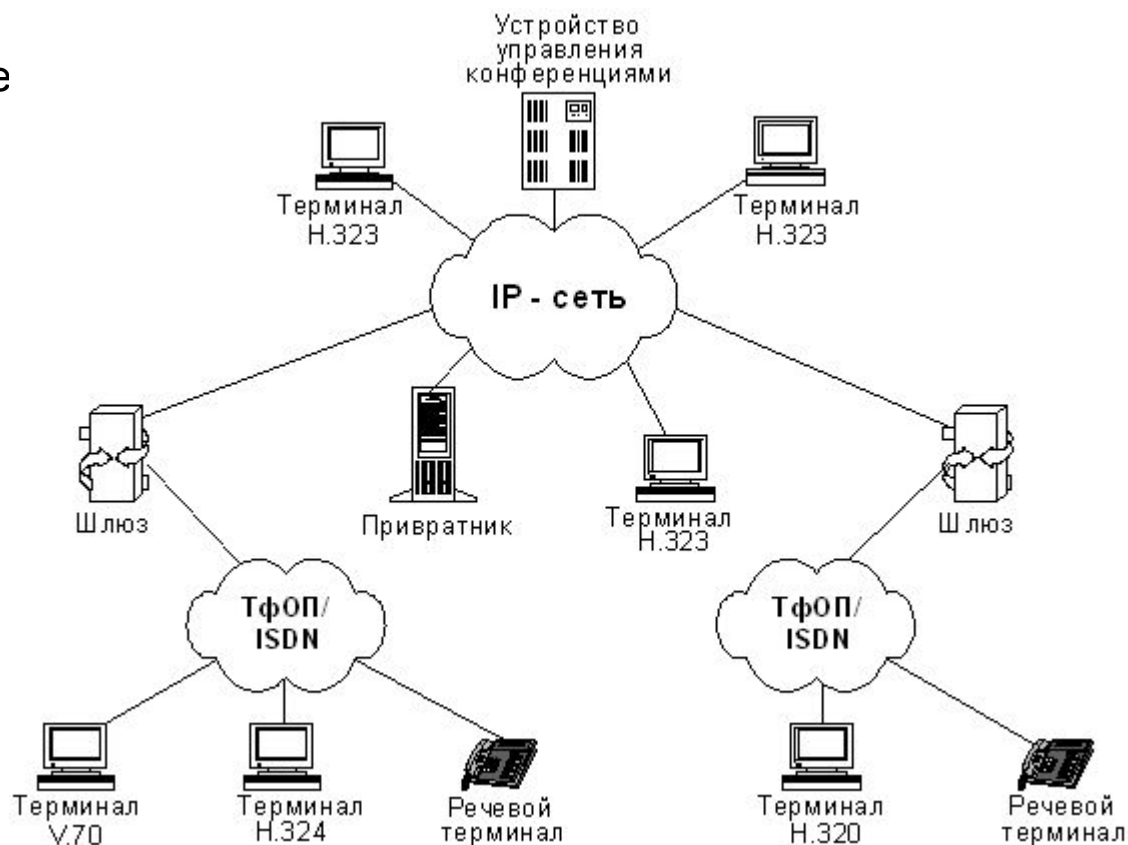 е
Устройство
управления
конференциями
Терминал
H.323
Терминал
H.323
IP - сеть
Шлюз
Привратник
Терминал
H.323
Шлюз
ТфОП/
ISDN
ТфОП/
ISDN
Терминал
V.70
Терминал
H.324
Речевой
терминал
Терминал
H.320
Речевой
терминал